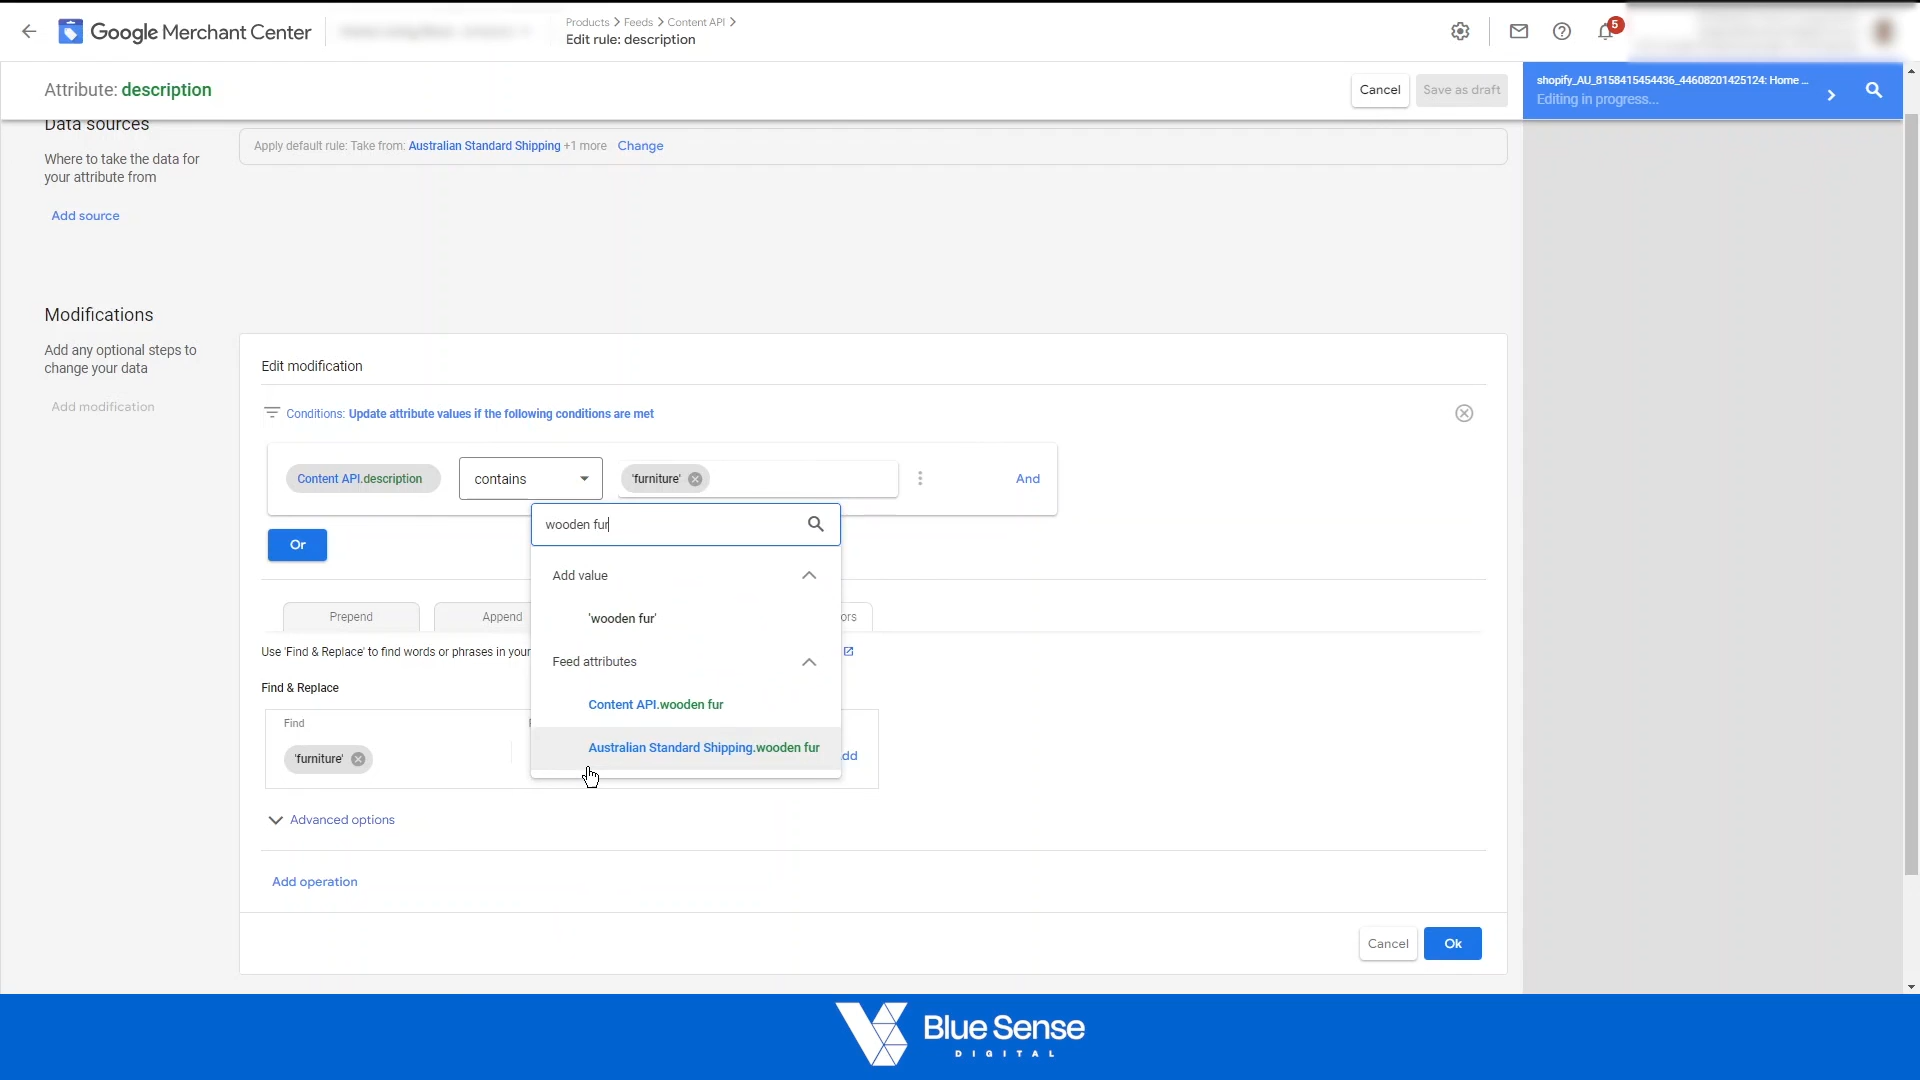 Google Merchant Center
Products > Feeds > Content API >
Edit rule: description
5
Attribute: description
Cancel
Save as draft
shopify_AU_8158415454436_44608201425124: Home ...
Editing in progress...
Data sources
Where to take the data for
your attribute from
Add source
Apply default rule: Take from: Australian Standard Shipping +1 more Change
Modifications
Add any optional steps to
change your data
Add modification
Edit modification
Conditions: Update attribute values if the following conditions are met
Content API.description
contains
'furniture'
And
Or
wooden fur
Add value
'wooden fur'
Feed attributes
Content API.wooden fur
Australian Standard Shipping.wooden fur
Prepend
Append
ors
Use 'Find & Replace' to find words or phrases in your
Find & Replace
Find
'furniture'
dd
Advanced options
Add operation
Cancel
Ok
Blue Sense
DIGITAL